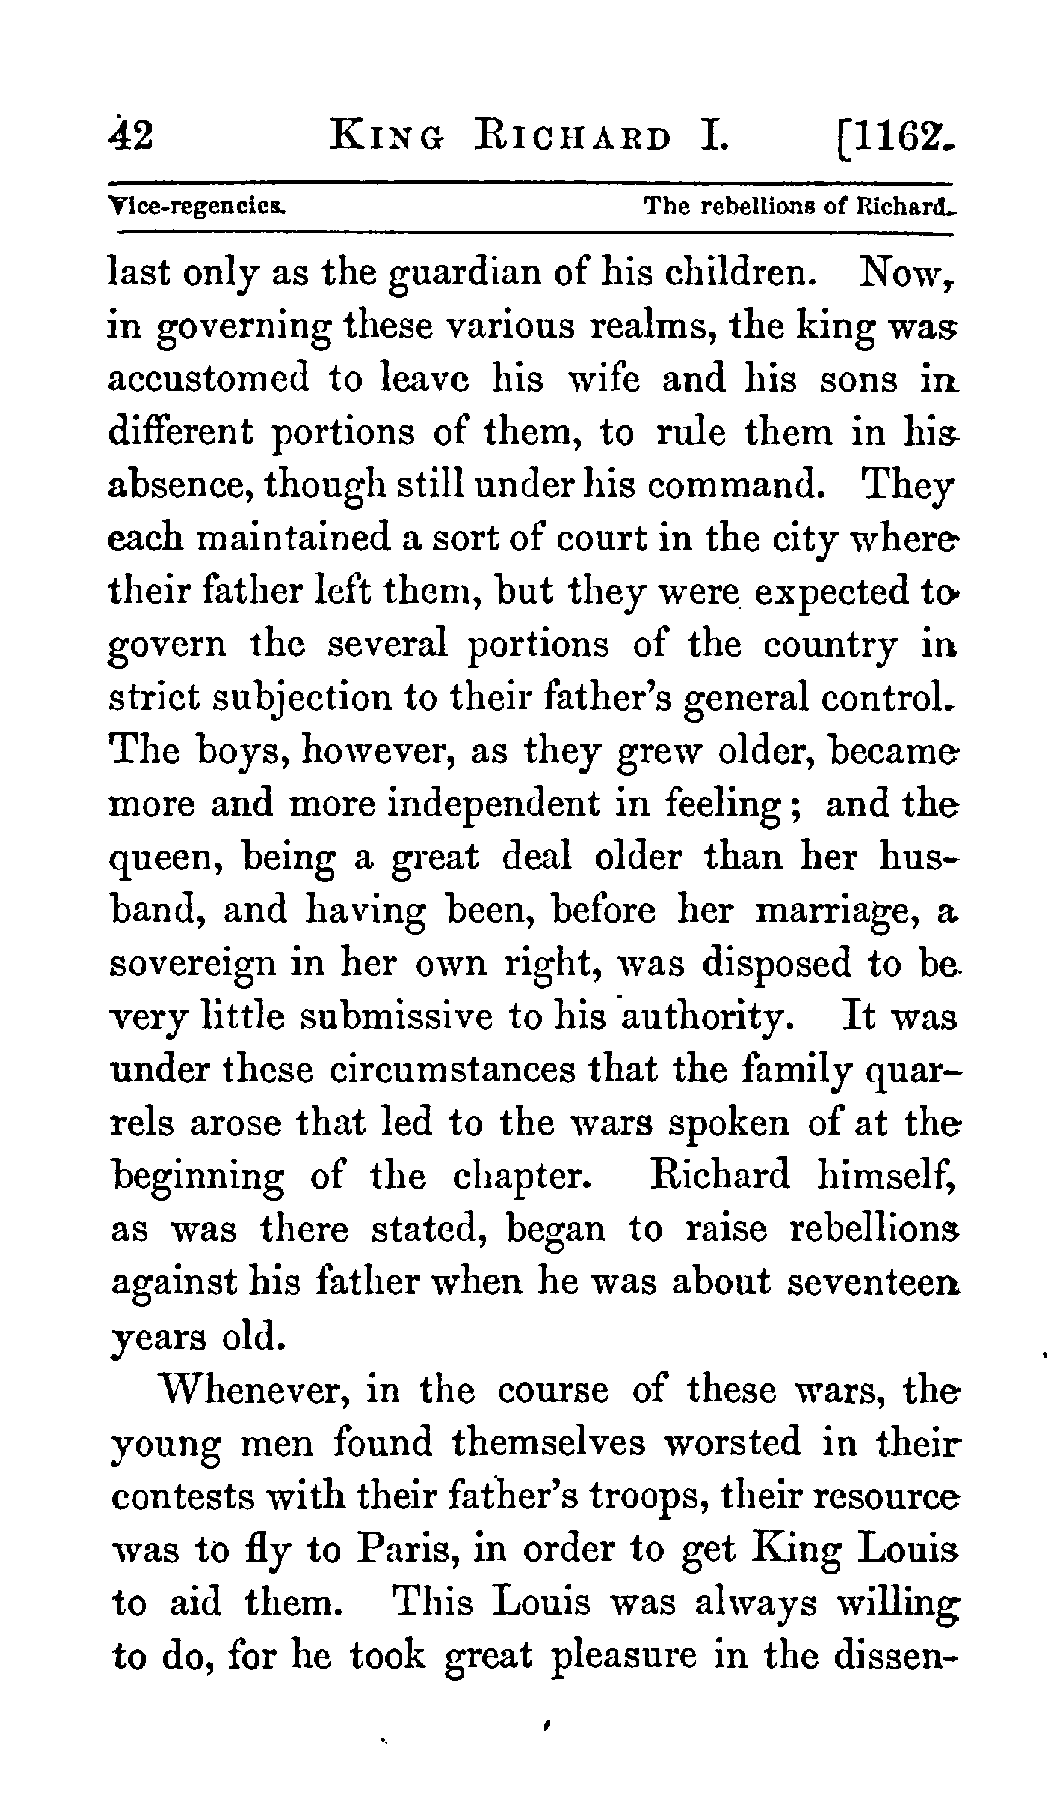 42 KING RICHARD I. [1162.
Vice-regencies. The rebellions of Richard.
last only as the guardian of his children. Now,
in governing these various realms, the king was
accustomed to leave his wife and his sons in
different portions of them, to rule them in his
absence, though still under his command. They
each maintained a sort of court in the city where
their father left them, but they were expected to
govern the several portions of the country in
strict subjection to their father's general control.
The boys, however, as they grew older, became
more and more independent in feeling; and the
queen, being a great deal older than her hus-
band, and having been, before her marriage, a
sovereign in her own right, was disposed to be
very little submissive to his authority. It was
under these circumstances that the family quar-
rels arose that led to the wars spoken of at the
beginning of the chapter. Richard himself,
as was there stated, began to raise rebellions
against his father when he was about seventeen
years old.
Whenever, in the course of these wars, the
young men found themselves worsted in their
contests with their father's troops, their resource
was to fly to Paris, in order to get King Louis
to aid them. This Louis was always willing
to do, for he took great pleasure in the dissen-